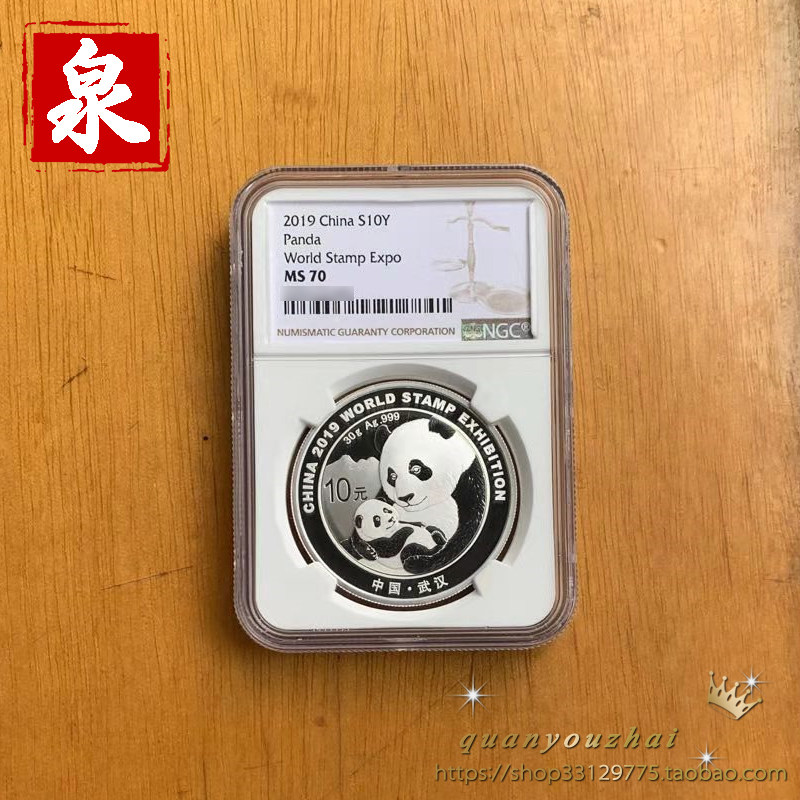 泉
2019 China S10Y
Panda
World Stamp Expo
MS 70
NUMISMATIC GUARANTY CORPORATION
NGC®
CHINA 2019 WORLD STAMP EXHIBITION
30g Ag .999
10元
中国·武汉
quanyouzhai
https://shop33129775.taobao.com